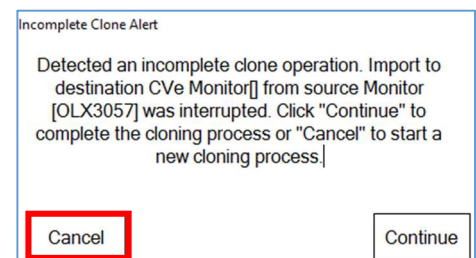 Incomplete Clone Alert
Detected an incomplete clone operation. Import to
destination CVe Monitor[] from source Monitor
[OLX3057] was interrupted. Click "Continue" to
complete the cloning process or "Cancel" to start a
new cloning process.
Cancel
Continue